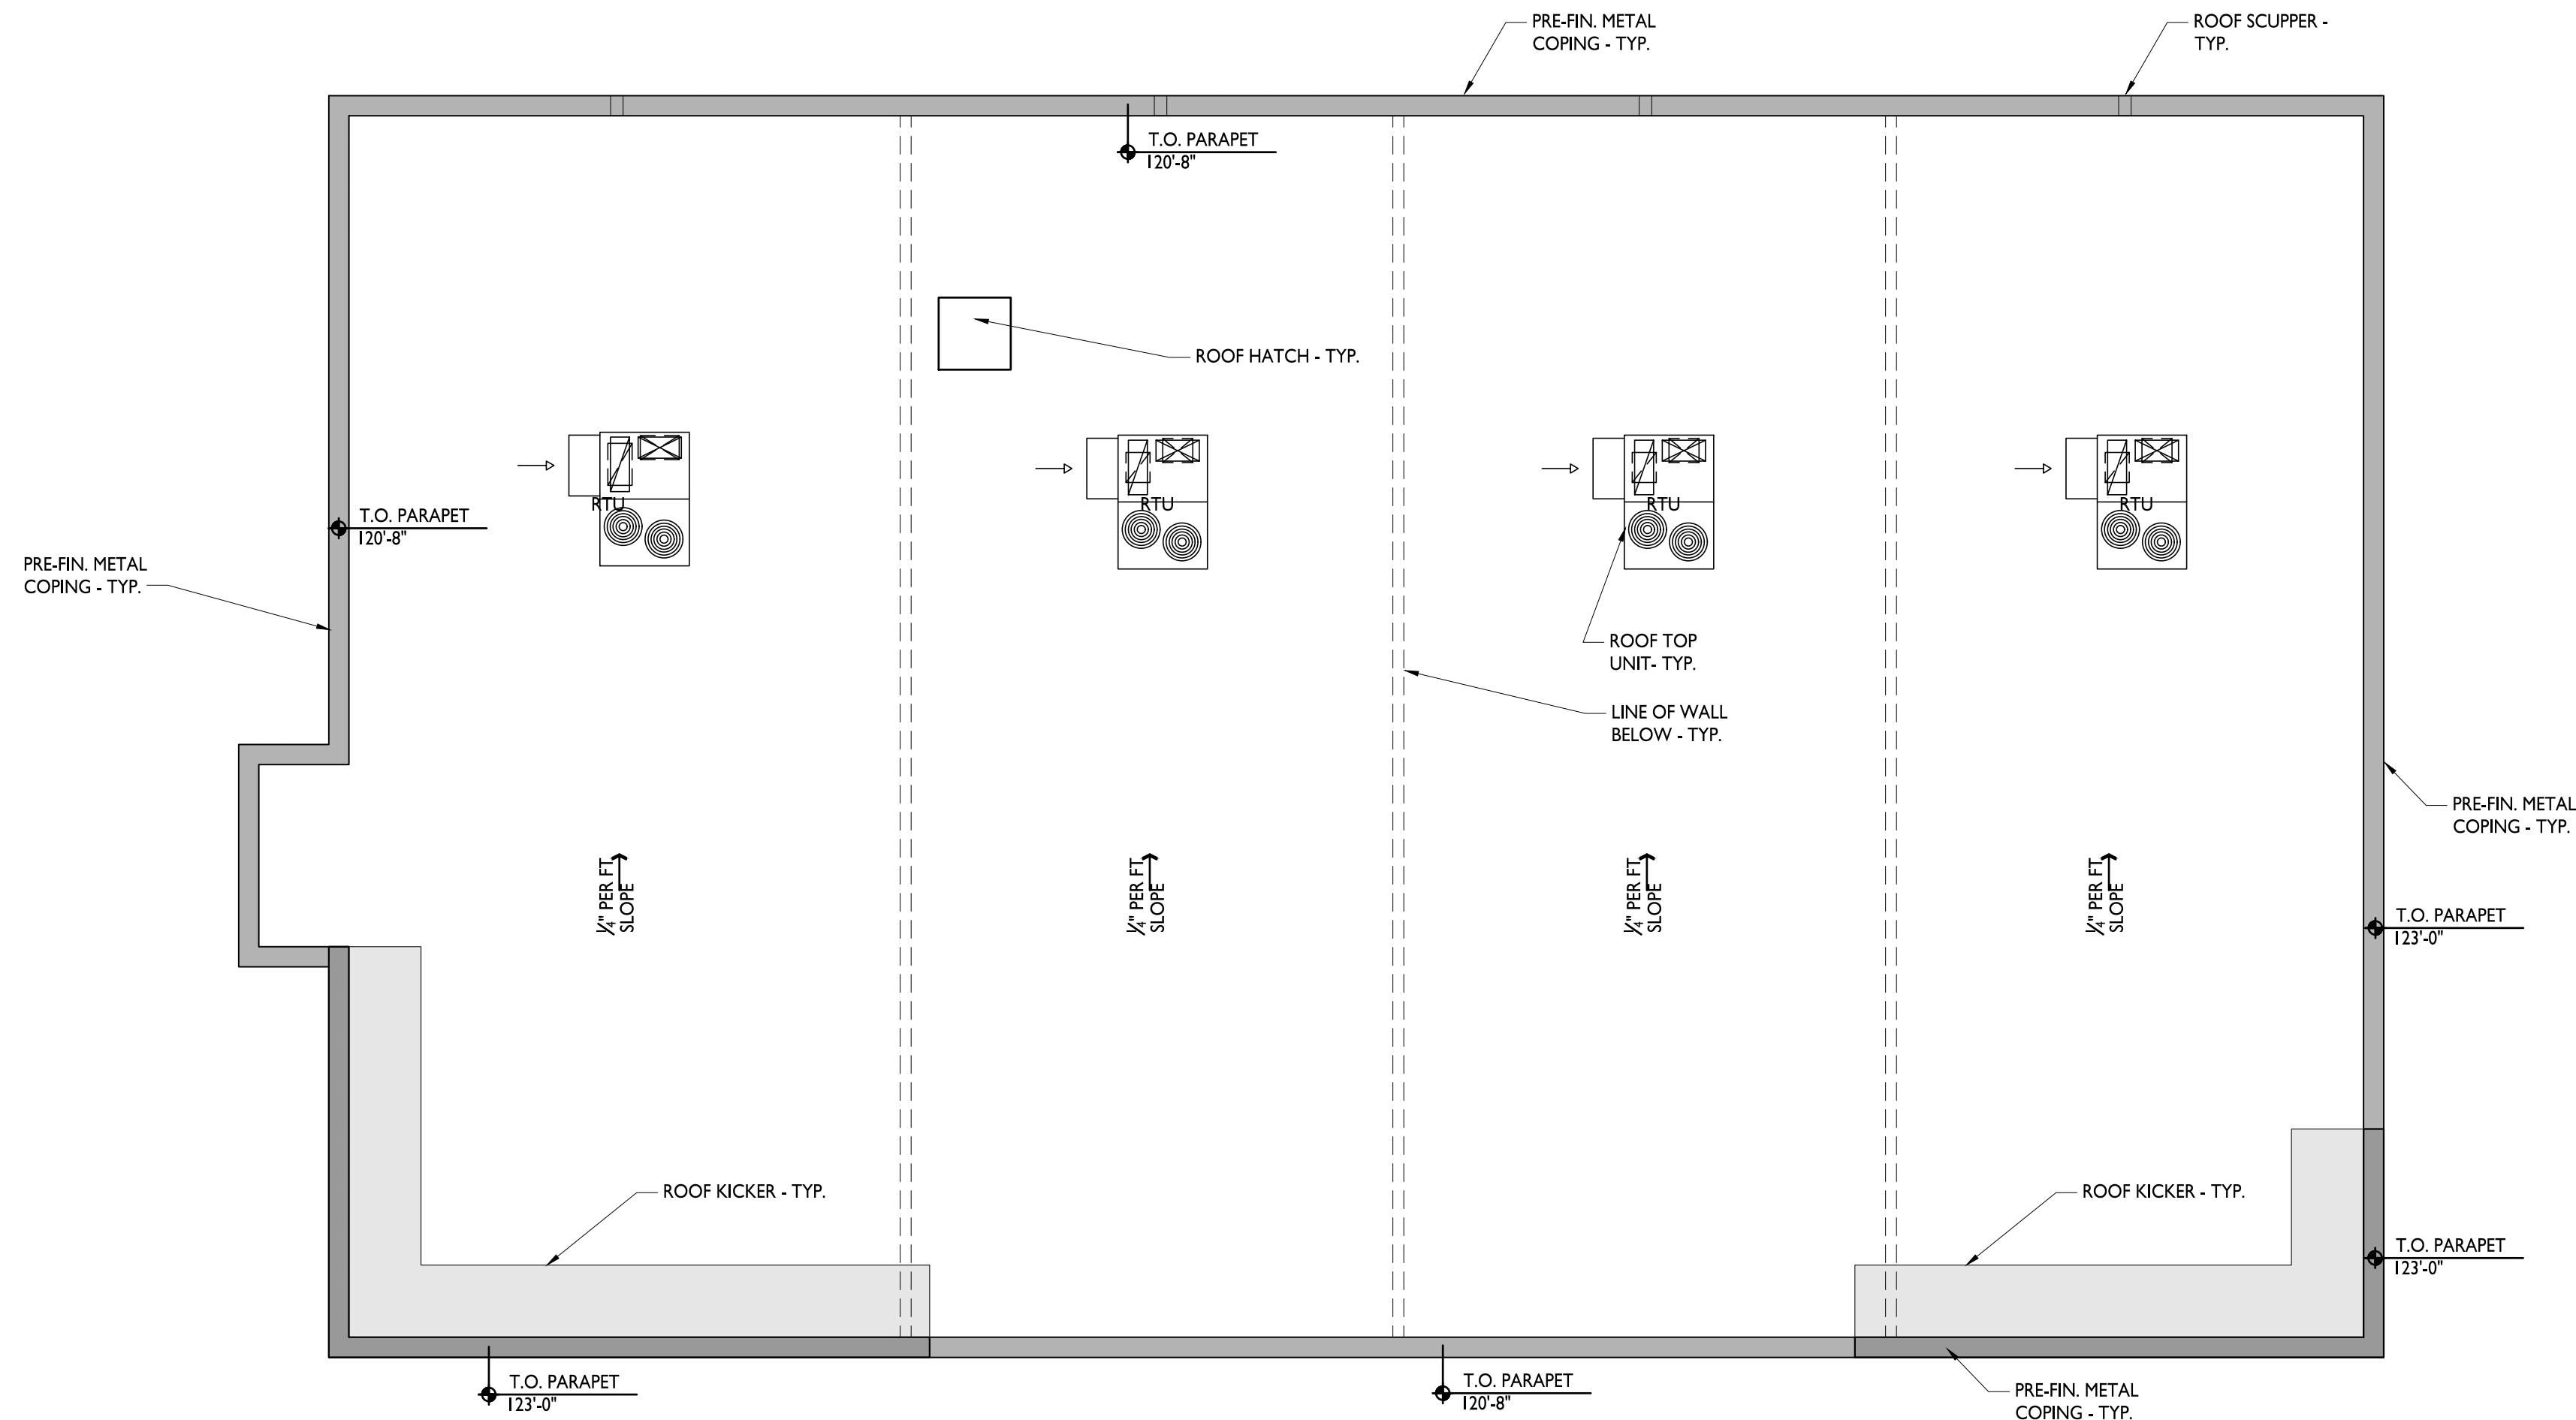 PRE-FIN. METAL
COPING - TYP.
ROOF SCUPPER -
TYP.
T.O. PARAPET
120'-8"
ROOF HATCH - TYP.
RTU
RTU
RTU
RTU
T.O. PARAPET
120'-8"
PRE-FIN. METAL
COPING - TYP.
ROOF TOP
UNIT- TYP.
LINE OF WALL
BELOW - TYP.
PRE-FIN. METAL
COPING - TYP.
¼" PER FT
SLOPE
¼" PER FT
SLOPE
¼" PER FT
SLOPE
¼" PER FT
SLOPE
T.O. PARAPET
123'-0"
ROOF KICKER - TYP.
ROOF KICKER - TYP.
T.O. PARAPET
123'-0"
T.O. PARAPET
123'-0"
T.O. PARAPET
120'-8"
PRE-FIN. METAL
COPING - TYP.